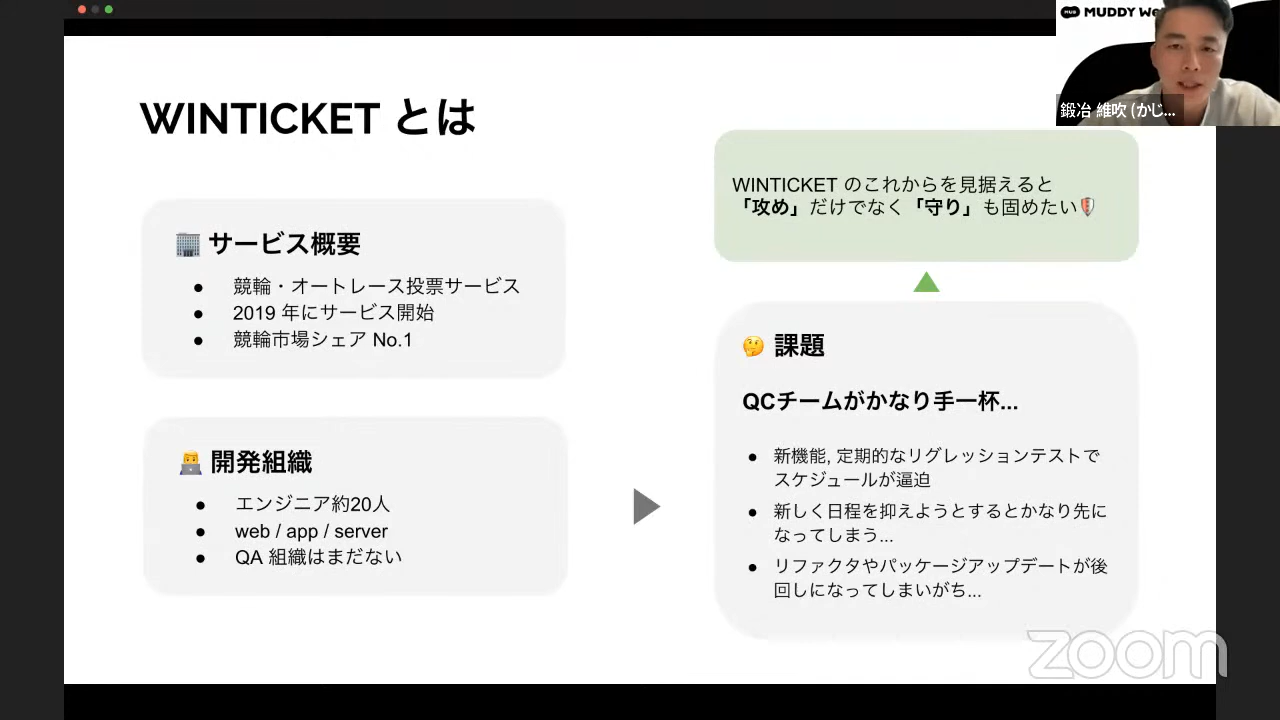 WINTICKET とは
サービス概要
● 競輪・オートレース投票サービス
● 2019 年にサービス開始
● 競輪市場シェア No.1
開発組織
● エンジニア約20人
● web / app / server
● QA 組織はまだない
WINTICKET のこれからを見据えると
「攻め」だけでなく「守り」も固めたい
課題
QCチームがかなり手一杯...
● 新機能, 定期的なリグレッションテストで
スケジュールが逼迫
● 新しく日程を抑えようとするとかなり先に
なってしまう...
● リファクタやパッケージアップデートが後
回しになってしまいがち...
MUDDY We
鍛冶 維吹 (かじ...
zoom